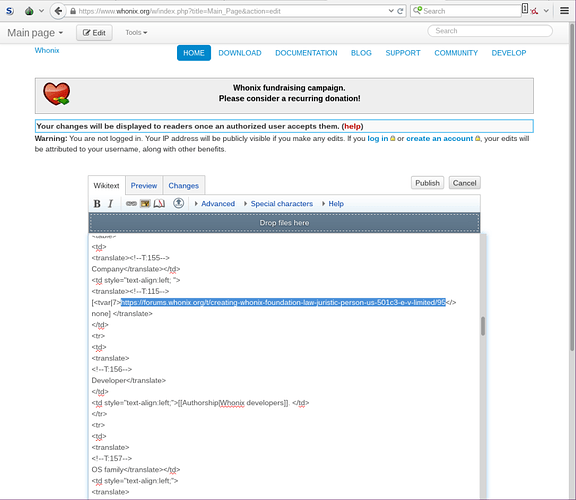 https://www.whonix.org/w/index.php?title=Main_Page&action=edit
Search
1
Main page
Edit
Tools
Search
Whonix
HOME
DOWNLOAD
DOCUMENTATION
BLOG
SUPPORT
COMMUNITY
DEVELOP
Whonix fundraising campaign.
Please consider a recurring donation!
Your changes will be displayed to readers once an authorized user accepts them. (help)
Warning: You are not logged in. Your IP address will be publicly visible if you make any edits. If you log in or create an account, your edits will
be attributed to your username, along with other benefits.
Wikitext
Preview
Changes
Publish
Cancel
B I
Advanced
Special characters
Help
Drop files here
<td>
<translate><!--T:155-->
Company</translate></td>
<td style="text-align:left; ">
<translate><!--T:115-->
[<tvar|7>https://forums.whonix.org/t/creating-whonix-foundation-law-juristic-person-us-501c3-e-v-limited/95</>
none] </translate>
</td>
<tr>
<td>
<translate>
<!--T:156-->
Developer</translate>
</td>
<td style="text-align:left;">[[Authorship|Whonix developers]]. </td>
</tr>
<tr>
<td>
<translate>
<!--T:157-->
OS family</translate></td>
<td style="text-align:left;">
<translate>